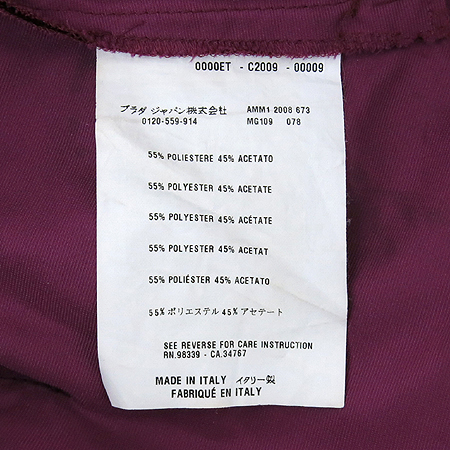 0000ET - C2009 - 00009
プラダ ジャパン株式会社 AMM1 2008 673
0120-559-914 MG109 078
55% POLIESTERE 45% ACETATO
55% POLYESTER 45% ACETATE
55% POLYESTER 45% ACÉTATE
55% POLYESTER 45% ACETAT
55% POLIÉSTER 45% ACETATO
55% ポリエステル 45% アセテート
SEE REVERSE FOR CARE INSTRUCTION
RN.98339 - CA.34767
MADE IN ITALY イタリー製
FABRIQUÉ EN ITALY